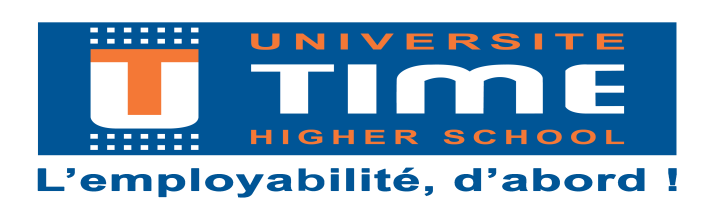 UNIVERSITE
TIME
HIGHER SCHOOL
L'employabilité, d'abord !